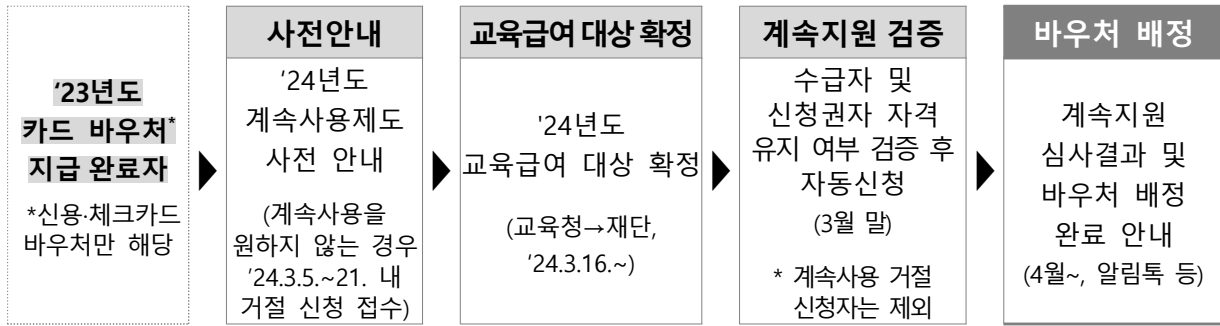 ‘23년도
카드 바우처*
지급 완료자
*신용·체크카드
바우처만 해당
사전안내
’24년도
계속사용제도
사전 안내
(계속사용을
원하지 않는 경우
’24.3.5.~21. 내
거절 신청 접수)
교육급여 대상 확정
'24년도
교육급여 대상 확정
(교육청→재단,
’24.3.16.~)
계속지원 검증
수급자 및
신청권자 자격
유지 여부 검증 후
자동신청
(3월 말)
* 계속사용 거절
신청자는 제외
바우처 배정
계속지원
심사결과 및
바우처 배정
완료 안내
(4월~, 알림톡 등)